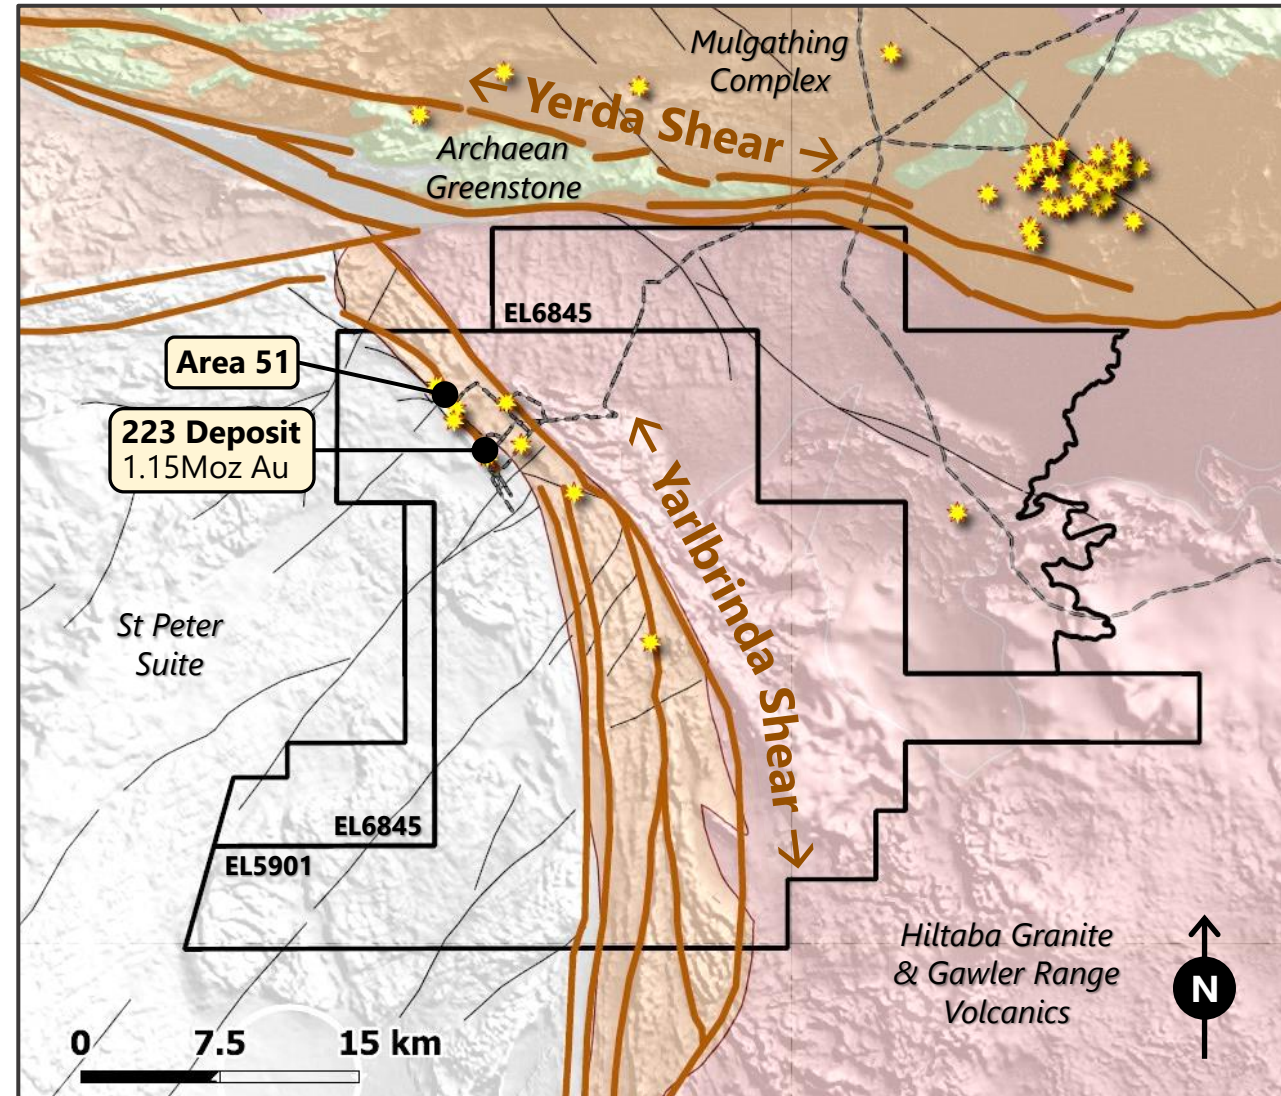 Mulgathing
Complex
← Yerda Shear →
Archaean
Greenstone
EL6845
Area 51
223 Deposit
1.15Moz Au
← Yarlbrinda Shear →
St Peter
Suite
EL6845
EL5901
Hiltaba Granite
& Gawler Range
Volcanics
N
0 7.5 15 km